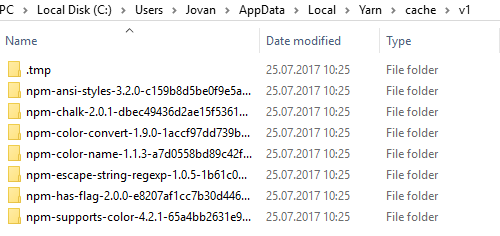 PC > Local Disk (C:) > Users > Jovan > AppData > Local > Yarn > cache > v1
Name Date modified Type
.tmp 25.07.2017 10:25 File folder
npm-ansi-styles-3.2.0-c159b8d5be0f9e5a... 25.07.2017 10:25 File folder
npm-chalk-2.0.1-dbec49436d2ae15f5361... 25.07.2017 10:25 File folder
npm-color-convert-1.9.0-1accf97dd739b... 25.07.2017 10:25 File folder
npm-color-name-1.1.3-a7d0558bd89c42f... 25.07.2017 10:25 File folder
npm-escape-string-regexp-1.0.5-1b61c0... 25.07.2017 10:25 File folder
npm-has-flag-2.0.0-e8207af1cc7b30d446... 25.07.2017 10:25 File folder
npm-supports-color-4.2.1-65a4bb2631e9... 25.07.2017 10:25 File folder